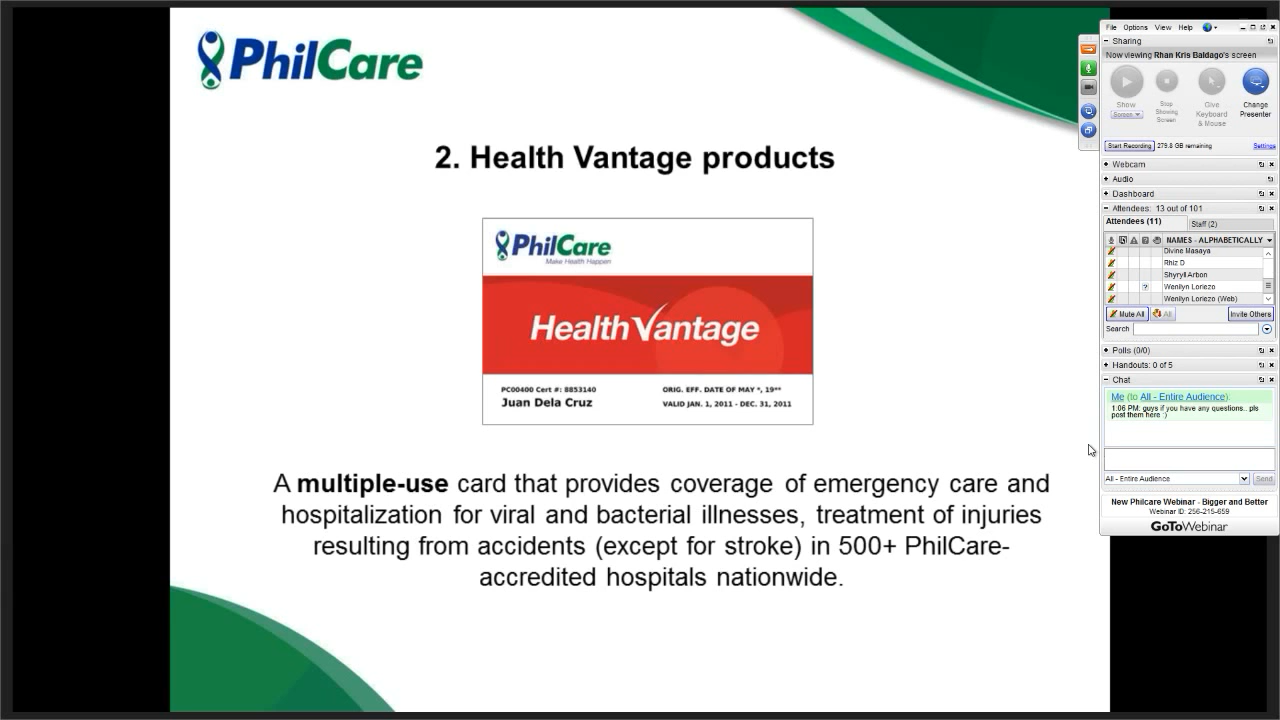 PhilCare
2. Health Vantage products
PhilCare
Make Health Happen
HealthVantage
PC00400 Cert #: 8853140
Juan Dela Cruz
ORIG. EFF. DATE OF MAY *, 19**
VALID JAN. 1, 2011 - DEC. 31, 2011
A multiple-use card that provides coverage of emergency care and
hospitalization for viral and bacterial illnesses, treatment of injuries
resulting from accidents (except for stroke) in 500+ PhilCare-
accredited hospitals nationwide.
File Options View Help
Sharing
Now viewing Rhan Kris Baldago's screen
Show
Screen
Stop
Showing
Screen
Give
Keyboard
& Mouse
Change
Presenter
Start Recording 279.8 GB remaining Settings
Webcam
Audio
Dashboard
Attendees: 13 out of 101
Attendees (11) Staff (2)
NAMES - ALPHABETICALLY
Divine Masaya
Rhiz D
Shyryll Arbon
Wenilyn Loriezo
Wenilyn Loriezo (Web)
Mute All All Invite Others
Search
Polls (0/0)
Handouts: 0 of 5
Chat
Me (to All - Entire Audience):
1:06 PM: guys if you have any questions.. pls
post them here :)
All - Entire Audience Send
New Philcare Webinar - Bigger and Better
Webinar ID: 256-215-659
GoToWebinar